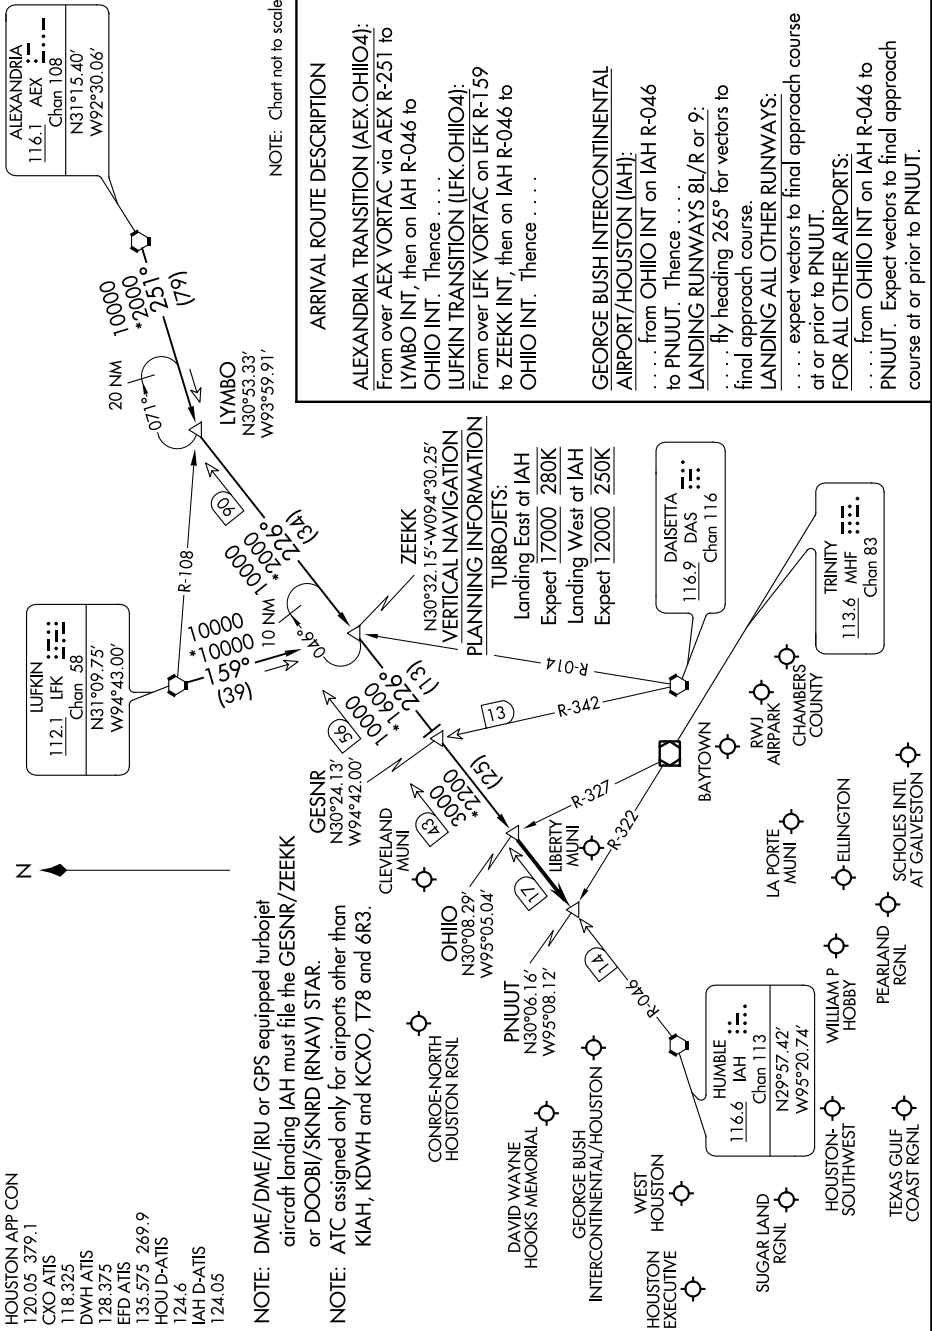 HOUSTON APP CON
120.05 379.1
CXO ATIS
118.325
DWH ATIS
128.375
EFD ATIS
135.575 269.9
HOU D-ATIS
124.6
IAH D-ATIS
124.05
NOTE: DME/DME/IRU or GPS equipped turbojet
aircraft landing IAH must file the GESNR/ZEEKK
or DOOBI/SKNRD (RNAV) STAR.
NOTE: ATC assigned only for airports other than
KIAH, KDWH and KCXO, T78 and 6R3.
N
LUFKIN
112.1 LFK
Chan 58
N31°09.75'
W94°43.00'
ALEXANDRIA
116.1 AEX
Chan 108
N31°15.40'
W92°30.06'
10000
*2000
251°
(79)
20 NM
071°
LYMBO
N30°53.33'
W93°59.91'
R-108
90
10000
*2000
226°
(34)
10000
*10000
159°
(39)
10 NM
046°
ZEEKK
N30°32.15'-W094°30.25'
VERTICAL NAVIGATION
PLANNING INFORMATION
TURBOJETS:
Landing East at IAH
Expect 17000 280K
Landing West at IAH
Expect 12000 250K
56
10000
*1600
226°
(13)
GESNR
N30°24.13'
W94°42.00'
13
R-342
R-014
DAISETTA
116.9 DAS
Chan 116
43
3000
*2200
(25)
CLEVELAND
MUNI
OHIIO
N30°08.29'
W95°05.04'
17
LIBERTY
MUNI
R-327
R-322
TRINITY
113.6 MHF
Chan 83
PNUUT
N30°06.16'
W95°08.12'
14
R-046
HUMBLE
116.6 IAH
Chan 113
N29°57.42'
W95°20.74'
CONROE-NORTH
HOUSTON RGNL
DAVID WAYNE
HOOKS MEMORIAL
GEORGE BUSH
INTERCONTINENTAL/HOUSTON
WEST
HOUSTON
HOUSTON
EXECUTIVE
SUGAR LAND
RGNL
HOUSTON-
SOUTHWEST
TEXAS GULF
COAST RGNL
WILLIAM P
HOBBY
PEARLAND
RGNL
ELLINGTON
LA PORTE
MUNI
SCHOLES INTL
AT GALVESTON
BAYTOWN
RWJ
AIRPARK
CHAMBERS
COUNTY
NOTE: Chart not to scale
ARRIVAL ROUTE DESCRIPTION
ALEXANDRIA TRANSITION (AEX.OHIIO4):
From over AEX VORTAC via AEX R-251 to
LYMBO INT, then on IAH R-046 to
OHIIO INT. Thence . . . .
LUFKIN TRANSITION (LFK.OHIIO4):
From over LFK VORTAC on LFK R-159
to ZEEKK INT, then on IAH R-046 to
OHIIO INT. Thence . . . .
GEORGE BUSH INTERCONTINENTAL
AIRPORT/HOUSTON (IAH):
. . . . from OHIIO INT on IAH R-046
to PNUUT. Thence . . . .
LANDING RUNWAYS 8L/R or 9:
. . . . fly heading 265° for vectors to
final approach course.
LANDING ALL OTHER RUNWAYS:
. . . . expect vectors to final approach course
at or prior to PNUUT.
FOR ALL OTHER AIRPORTS:
. . . . from OHIIO INT on IAH R-046 to
PNUUT. Expect vectors to final approach
course at or prior to PNUUT.